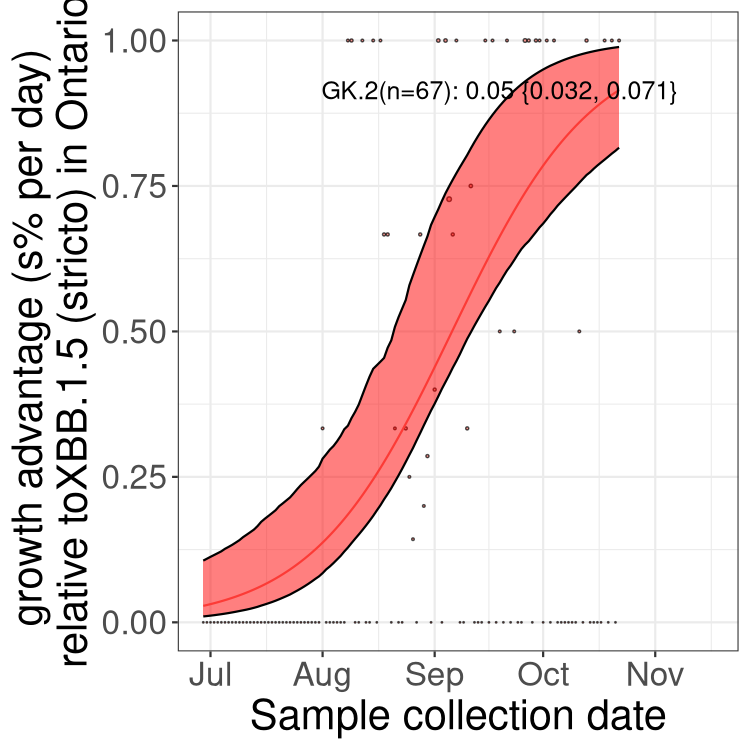 growth advantage (s% per day)
relative toXBB.1.5 (stricto) in Ontario
1.00
0.75
0.50
0.25
0.00
GK.2(n=67): 0.05 {0.032, 0.071}
Jul Aug Sep Oct Nov
Sample collection date